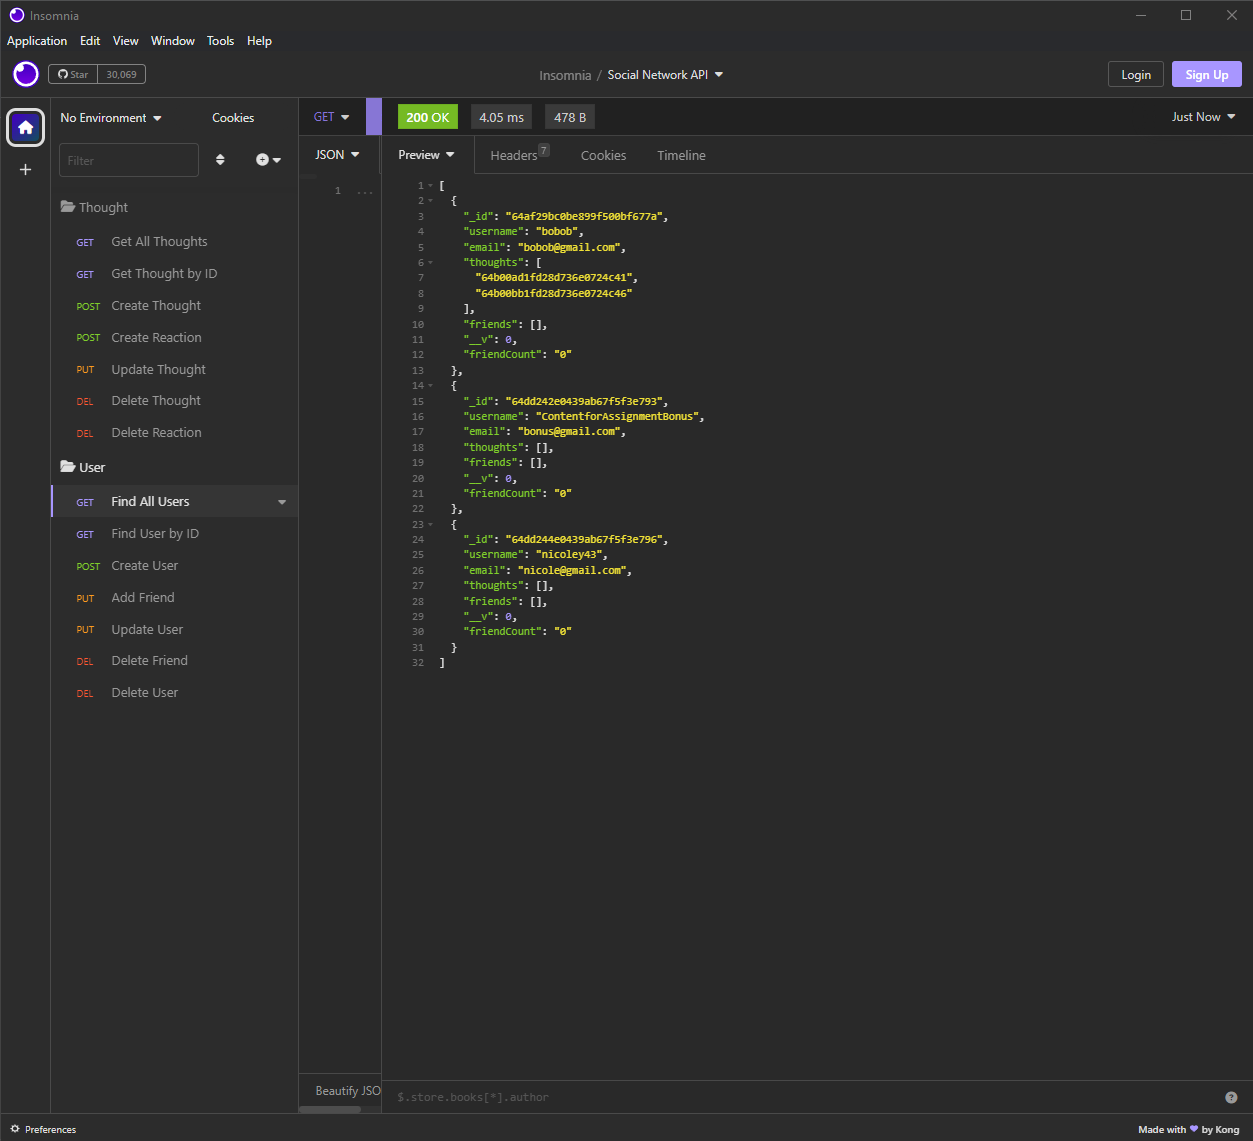 Insomnia
Application Edit View Window Tools Help
Star 30,069
Insomnia / Social Network API
Login Sign Up
No Environment Cookies
GET
200 OK 4.05 ms 478 B
Just Now
Filter
JSON
Preview Headers 7 Cookies Timeline
Thought
GET Get All Thoughts
GET Get Thought by ID
POST Create Thought
POST Create Reaction
PUT Update Thought
DEL Delete Thought
DEL Delete Reaction
User
GET Find All Users
GET Find User by ID
POST Create User
PUT Add Friend
PUT Update User
DEL Delete Friend
DEL Delete User
1 ...
1 [
2 {
3 "_id": "64af29bc0be899f500bf677a",
4 "username": "bobob",
5 "email": "bobob@gmail.com",
6 "thoughts": [
7 "64b00ad1fd28d736e0724c41",
8 "64b00bb1fd28d736e0724c46"
9 ],
10 "friends": [],
11 "__v": 0,
12 "friendCount": "0"
13 },
14 {
15 "_id": "64dd242e0439ab67f5f3e793",
16 "username": "ContentforAssignmentBonus",
17 "email": "bonus@gmail.com",
18 "thoughts": [],
19 "friends": [],
20 "__v": 0,
21 "friendCount": "0"
22 },
23 {
24 "_id": "64dd244e0439ab67f5f3e796",
25 "username": "nicoley43",
26 "email": "nicole@gmail.com",
27 "thoughts": [],
28 "friends": [],
29 "__v": 0,
30 "friendCount": "0"
31 }
32 ]
Beautify JSO
$.store.books[*].author
Preferences
Made with ♥ by Kong